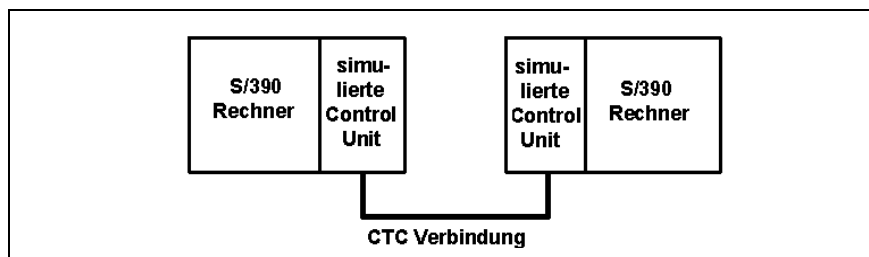 S/390
Rechner
simu-
lierte
Control
Unit
simu-
lierte
Control
Unit
S/390
Rechner
CTC Verbindung